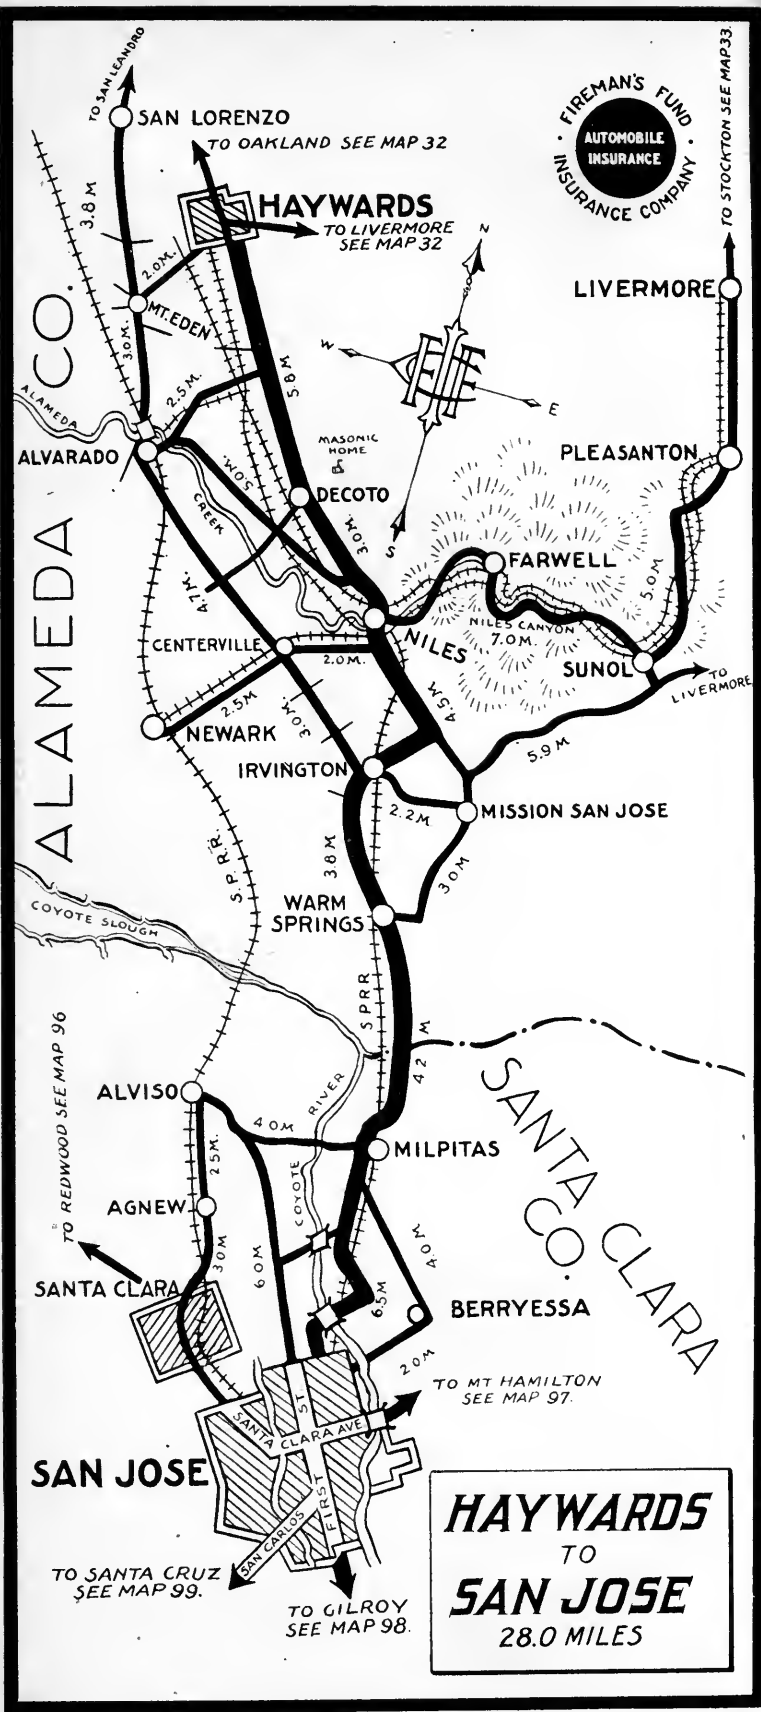 TO SAN LEANDRO
SAN LORENZO
TO OAKLAND SEE MAP 32
FIREMAN'S FUND
AUTOMOBILE
INSURANCE
INSURANCE COMPANY
TO STOCKTON SEE MAP 33.
3.8 M
HAYWARDS
TO LIVERMORE
SEE MAP 32
N
W
E
S
2.0 M.
MT. EDEN
3.0 M.
LIVERMORE
ALAMEDA CO.
ALAMEDA
CREEK
2.5 M.
5.8 M
ALVARADO
MASONIC
HOME
PLEASANTON
5.0 M.
DECOTO
3.0 M.
FARWELL
5.0 M.
4.7 M.
NILES CANYON
7.0 M.
CENTERVILLE
2.0 M.
NILES
SUNOL
TO
LIVERMORE
2.5 M
3.0 M.
4.5 M
NEWARK
5.9 M
IRVINGTON
2.2 M
MISSION SAN JOSE
S.P.R.R.
3.8 M
3.0 M
WARM
SPRINGS
COYOTE SLOUGH
S.P.R.R.
4.2 M
TO REDWOOD SEE MAP 96
SANTA CLARA
CO.
ALVISO
4.0 M
COYOTE RIVER
MILPITAS
2.5 M.
AGNEW
3.0 M
6.0 M
4.0 M.
SANTA CLARA
6.5 M
BERRYESSA
2.0 M
TO MT HAMILTON
SEE MAP 97.
SANTA CLARA AVE
FIRST ST.
SAN JOSE
SAN CARLOS
TO SANTA CRUZ
SEE MAP 99.
TO GILROY
SEE MAP 98.
HAYWARDS
TO
SAN JOSE
28.0 MILES